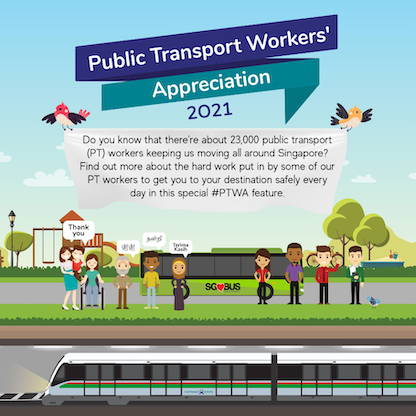 Public Transport Workers'
Appreciation
2021
Do you know that there're about 23,000 public transport
(PT) workers keeping us moving all around Singapore?
Find out more about the hard work put in by some of our
PT workers to get you to your destination safely every
day in this special #PTWA feature.
Thank
you
谢谢
நன்றி
Terima
Kasih
SG❤BUS